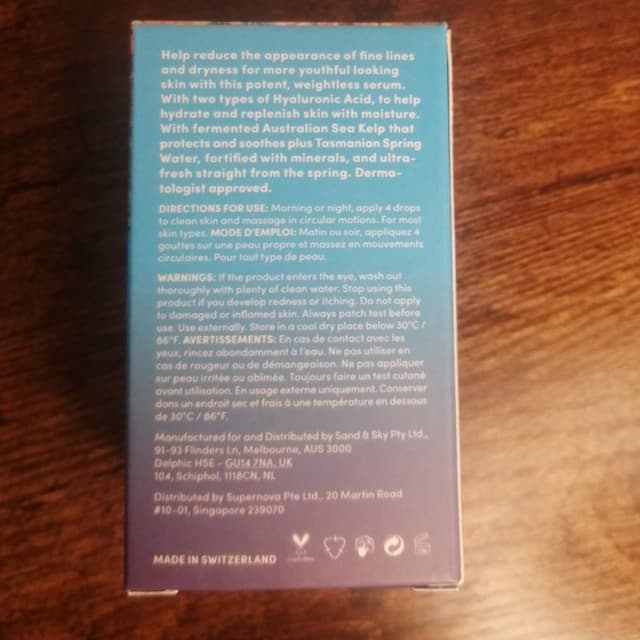 Help reduce the appearance of fine lines
and dryness for more youthful looking
skin with this potent, weightless serum.
With two types of Hyaluronic Acid, to help
hydrate and replenish skin with moisture.
With fermented Australian Sea Kelp that
protects and soothes plus Tasmanian Spring
Water, fortified with minerals, and ultra-
fresh straight from the spring. Derma-
tologist approved.
DIRECTIONS FOR USE: Morning or night, apply 4 drops
to clean skin and massage in circular motions. For most
skin types. MODE D'EMPLOI: Matin ou soir, appliquez 4
gouttes sur une peau propre et massez en mouvements
circulaires. Pour tout type de peau.
WARNINGS: If the product enters the eye, wash out
thoroughly with plenty of clean water. Stop using this
product if you develop redness or itching. Do not apply
to damaged or inflamed skin. Always patch test before
use. Use externally. Store in a cool dry place below 30°C /
86°F. AVERTISSEMENTS: En cas de contact avec les
yeux, rincez abondamment à l'eau. Ne pas utiliser en
cas de rougeur ou de démangeaison. Ne pas appliquer
sur peau irritée ou abîmée. Toujours faire un test cutané
avant utilisation. En usage externe uniquement. Conserver
dans un endroit sec et frais à une température en dessous
de 30°C / 86°F.
Manufactured for and Distributed by Sand & Sky Pty Ltd.,
91-93 Flinders Ln, Melbourne, AUS 3000
Delphic HSE - GU14 7NA, UK
104, Schiphol, 1118CN, NL
Distributed by Supernova Pte Ltd., 20 Martin Road
#10-01, Singapore 239070
MADE IN SWITZERLAND